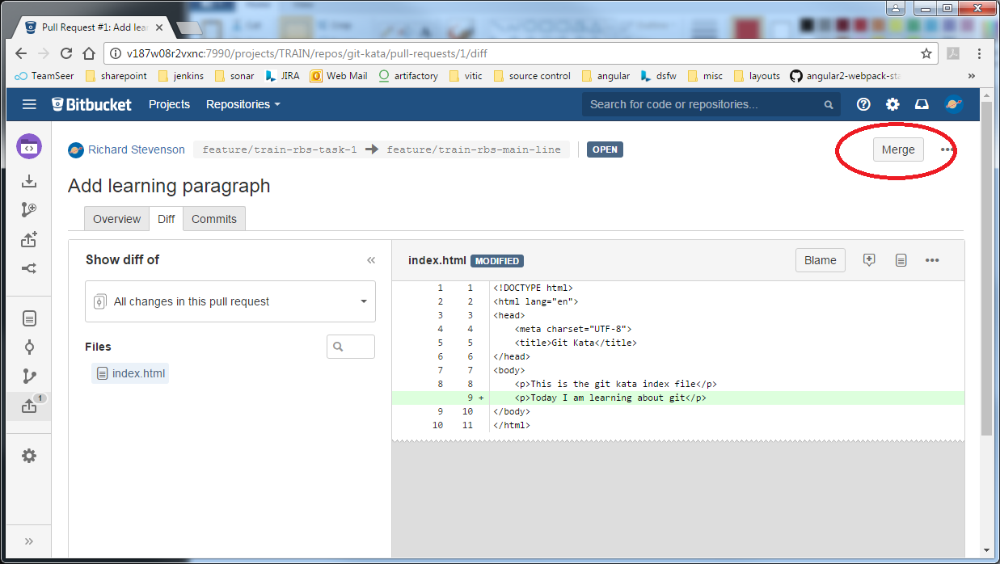 Pull Request #1: Add lear
v187w08r2vxnc:7990/projects/TRAIN/repos/git-kata/pull-requests/1/diff
TeamSeer sharepoint jenkins sonar JIRA Web Mail artifactory vitic source control angular dsfw misc layouts angular2-webpack-sta »
Bitbucket Projects Repositories Search for code or repositories...
Richard Stevenson feature/train-rbs-task-1 → feature/train-rbs-main-line OPEN Merge
Add learning paragraph
Overview Diff Commits
Show diff of «
index.html MODIFIED Blame
All changes in this pull request
Files
index.html
1 1 <!DOCTYPE html>
2 2 <html lang="en">
3 3 <head>
4 4 <meta charset="UTF-8">
5 5 <title>Git Kata</title>
6 6 </head>
7 7 <body>
8 8 <p>This is the git kata index file</p>
9 + <p>Today I am learning about git</p>
9 10 </body>
10 11 </html>
1
»